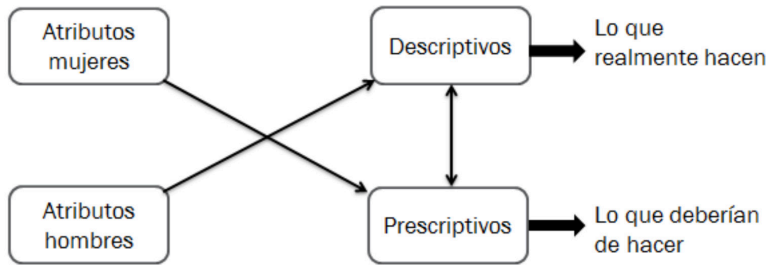 Atributos
mujeres
Descriptivos
Lo que
realmente hacen
Atributos
hombres
Prescriptivos
Lo que deberían
de hacer